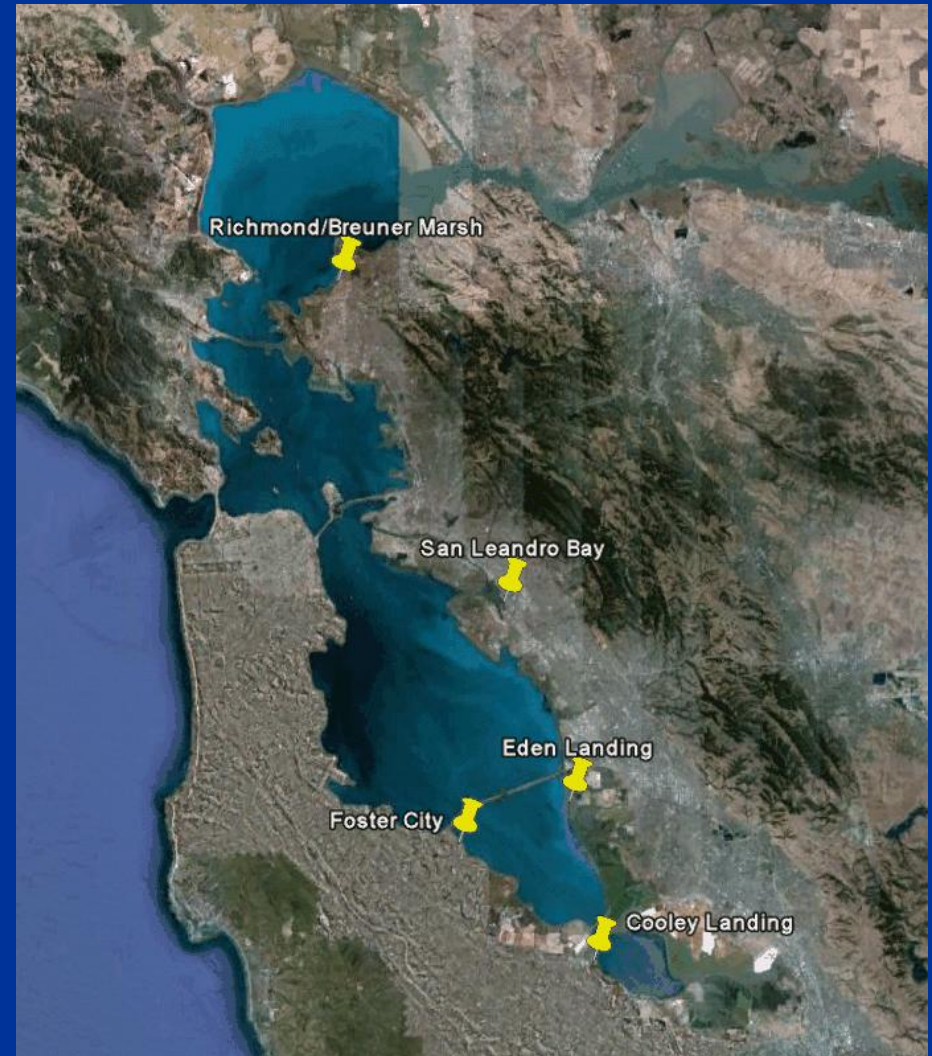 Richmond/Breuner Marsh
San Leandro Bay
Eden Landing
Foster City
Cooley Landing